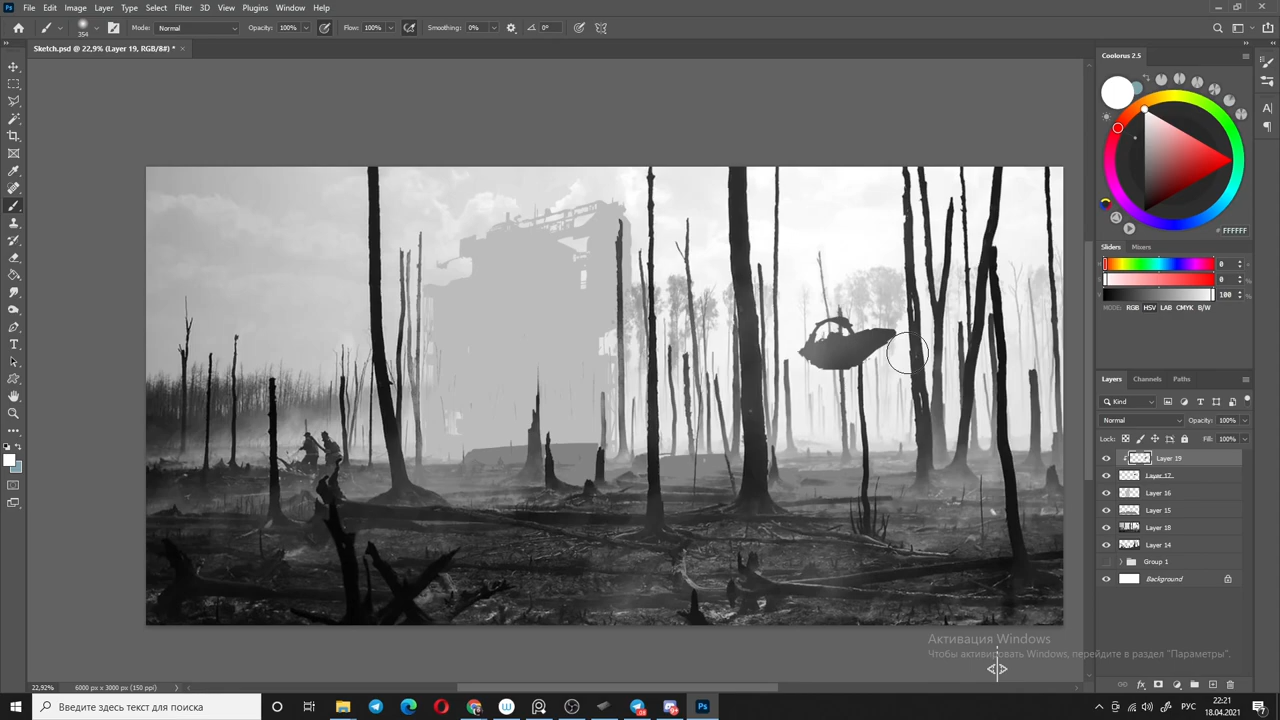 File Edit Image Layer Type Select Filter 3D View Plugins Window Help
354 Mode: Normal Opacity: 100% Flow: 100% Smoothing: 0% 0°
Sketch.psd @ 22,9% (Layer 19, RGB/8#) *
Coolorus 2.5
# FFFFFF
Sliders Mixers
0
0
100
MODE: RGB HSV LAB CMYK B/W
Layers Channels Paths
Kind
Normal Opacity: 100%
Lock: Fill: 100%
Layer 19
Layer 17
Layer 16
Layer 15
Layer 18
Layer 14
Group 1
Background
Активация Windows
Чтобы активировать Windows, перейдите в раздел "Параметры".
22,92% 6000 px x 3000 px (150 ppi)
Введите здесь текст для поиска
РУС
22:21
18.04.2021